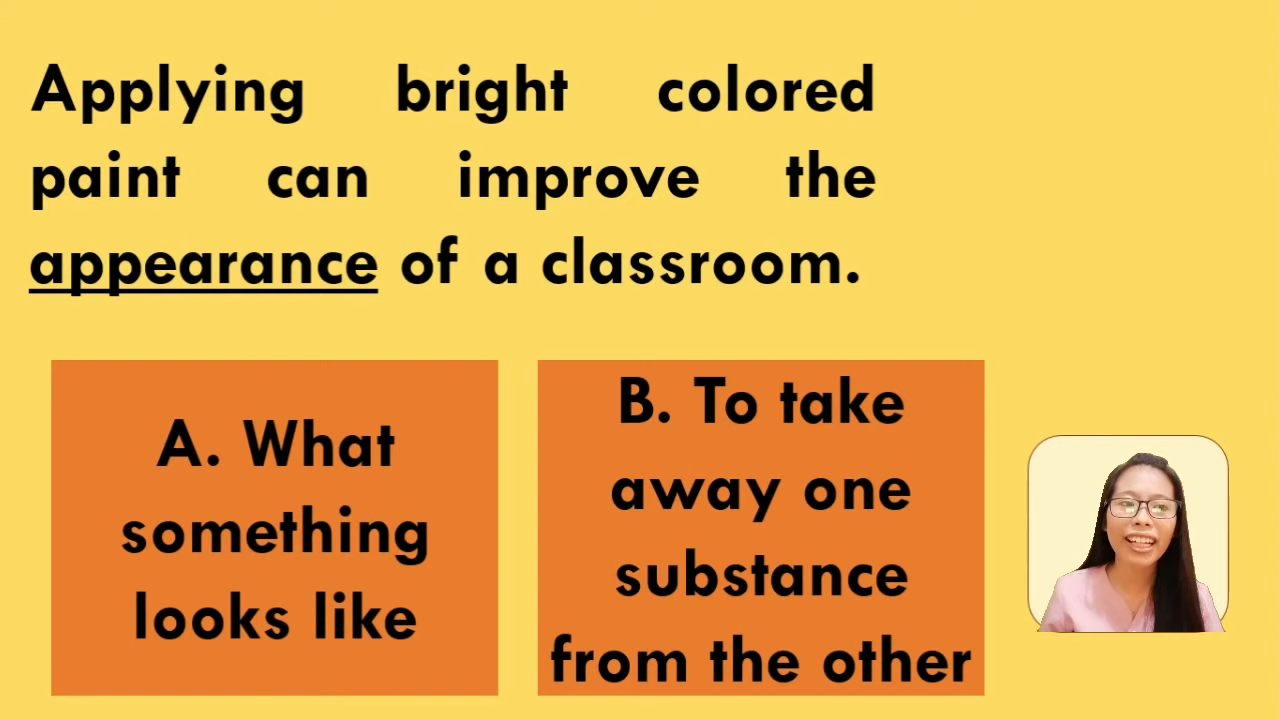 Applying bright colored
paint can improve the
appearance of a classroom.
A. What
something
looks like
B. To take
away one
substance
from the other